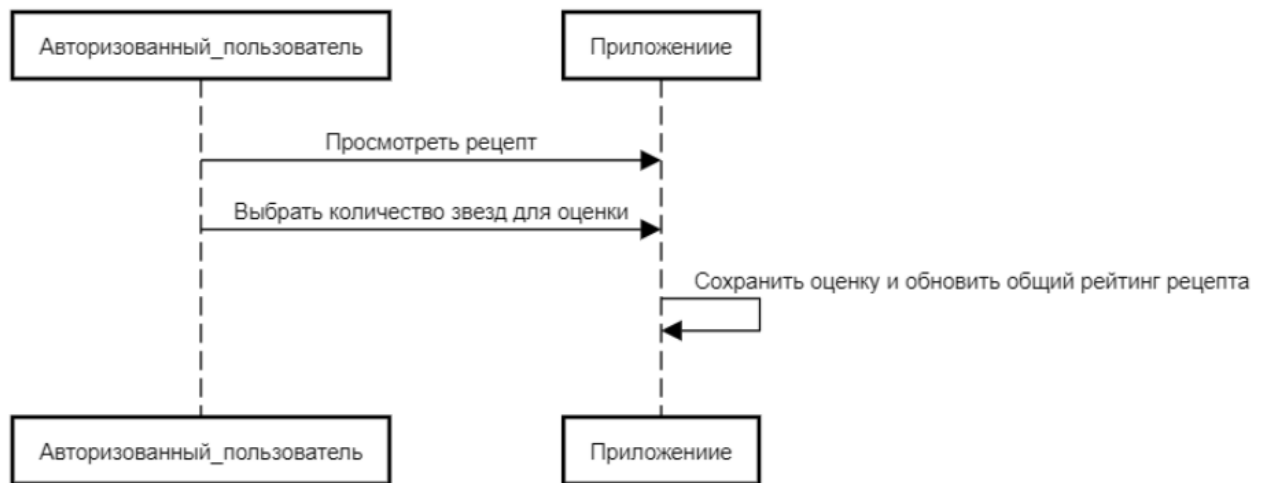 Авторизованный_пользователь
Приложениие
Просмотреть рецепт
Выбрать количество звезд для оценки
Сохранить оценку и обновить общий рейтинг рецепта
Авторизованный_пользователь
Приложениие